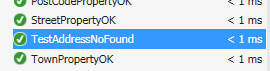 PostCodePropertyOK < 1 ms
StreetPropertyOK < 1 ms
TestAddressNoFound < 1 ms
TownPropertyOK < 1 ms